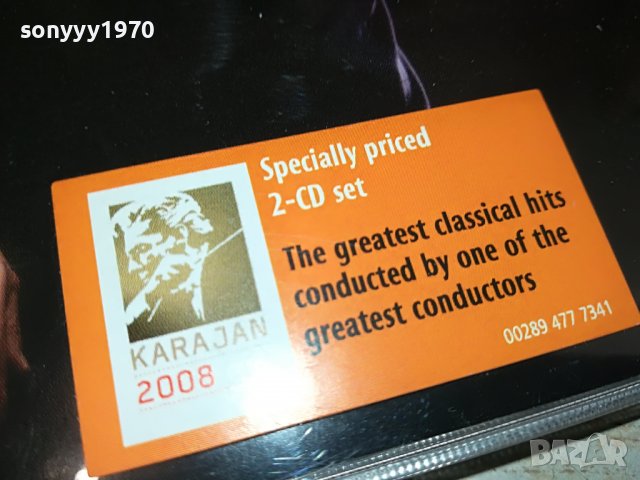 sonyyy1970
Specially priced
2-CD set
The greatest classical hits
conducted by one of the
greatest conductors
00289 477 7341
KARAJAN
2008
BAZAR